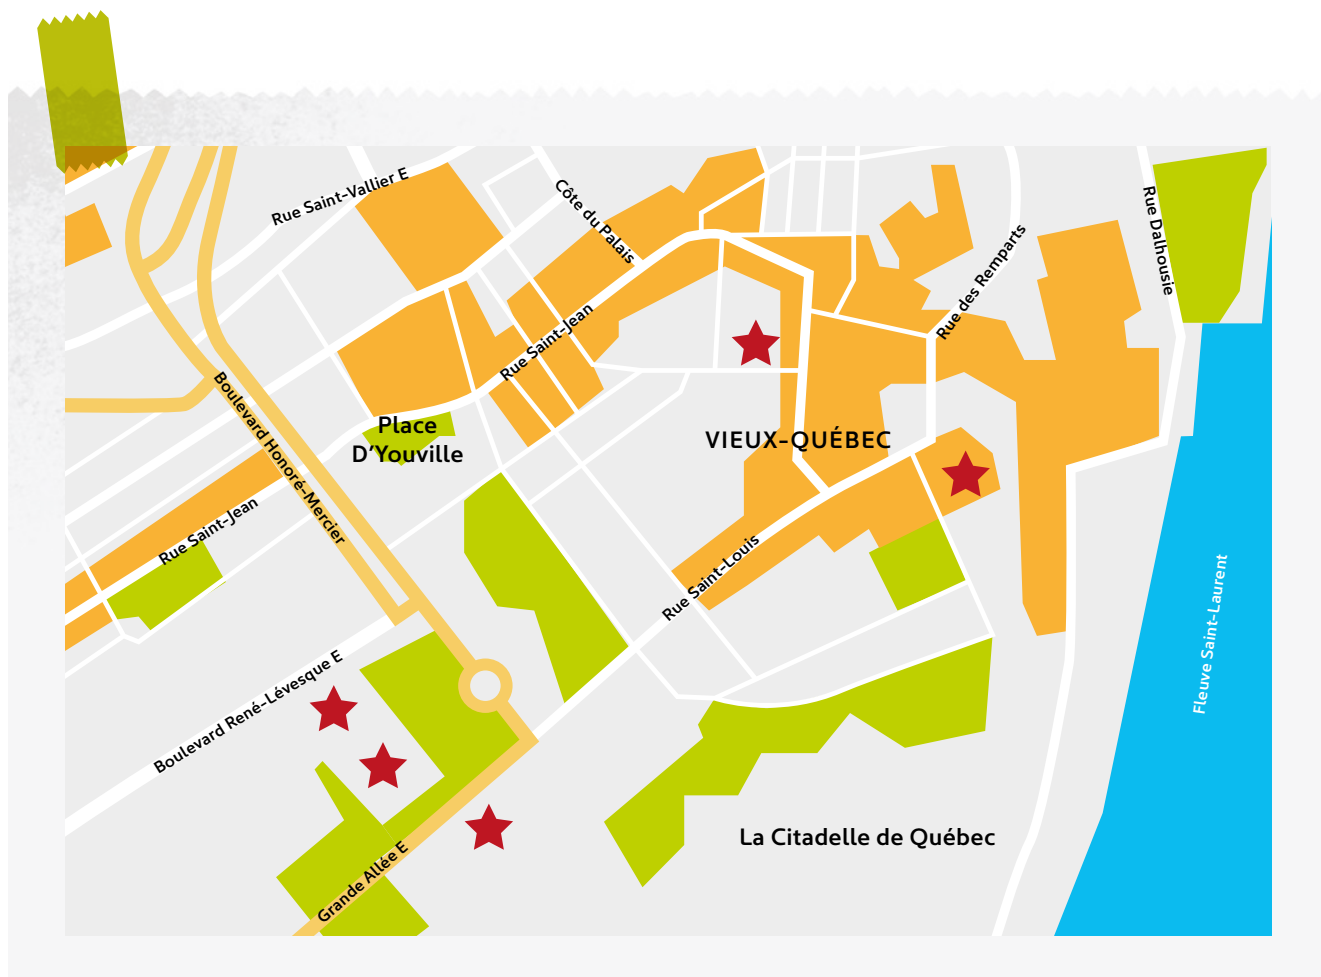 Rue Saint-Vallier E
Côte du Palais
Rue Dalhousie
Rue des Remparts
Rue Saint-Jean
Boulevard Honoré-Mercier
Place
D'Youville
VIEUX-QUÉBEC
Rue Saint-Jean
Rue Saint-Louis
Fleuve Saint-Laurent
Boulevard René-Lévesque E
La Citadelle de Québec
Grande Allée E